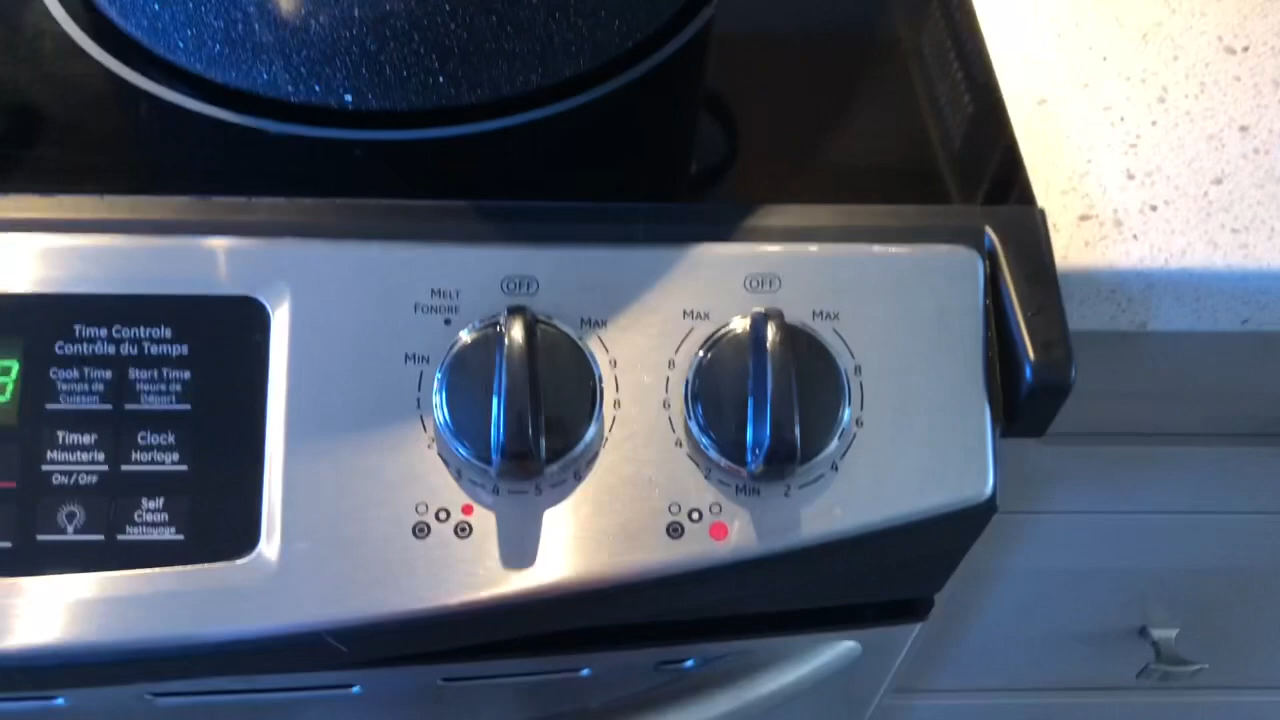 8
Time Controls
Contrôle du Temps
Cook Time
Temps de
Cuisson
Start Time
Heure de
Départ
Timer
Minuterie
ON/OFF
Clock
Horloge
Self
Clean
Nettoyage
OFF
MELT
FONDRE
MIN
1
2
3
4
5
6
7
8
9
MAX
OFF
MAX
8
6
4
2
MIN
2
4
6
8
MAX